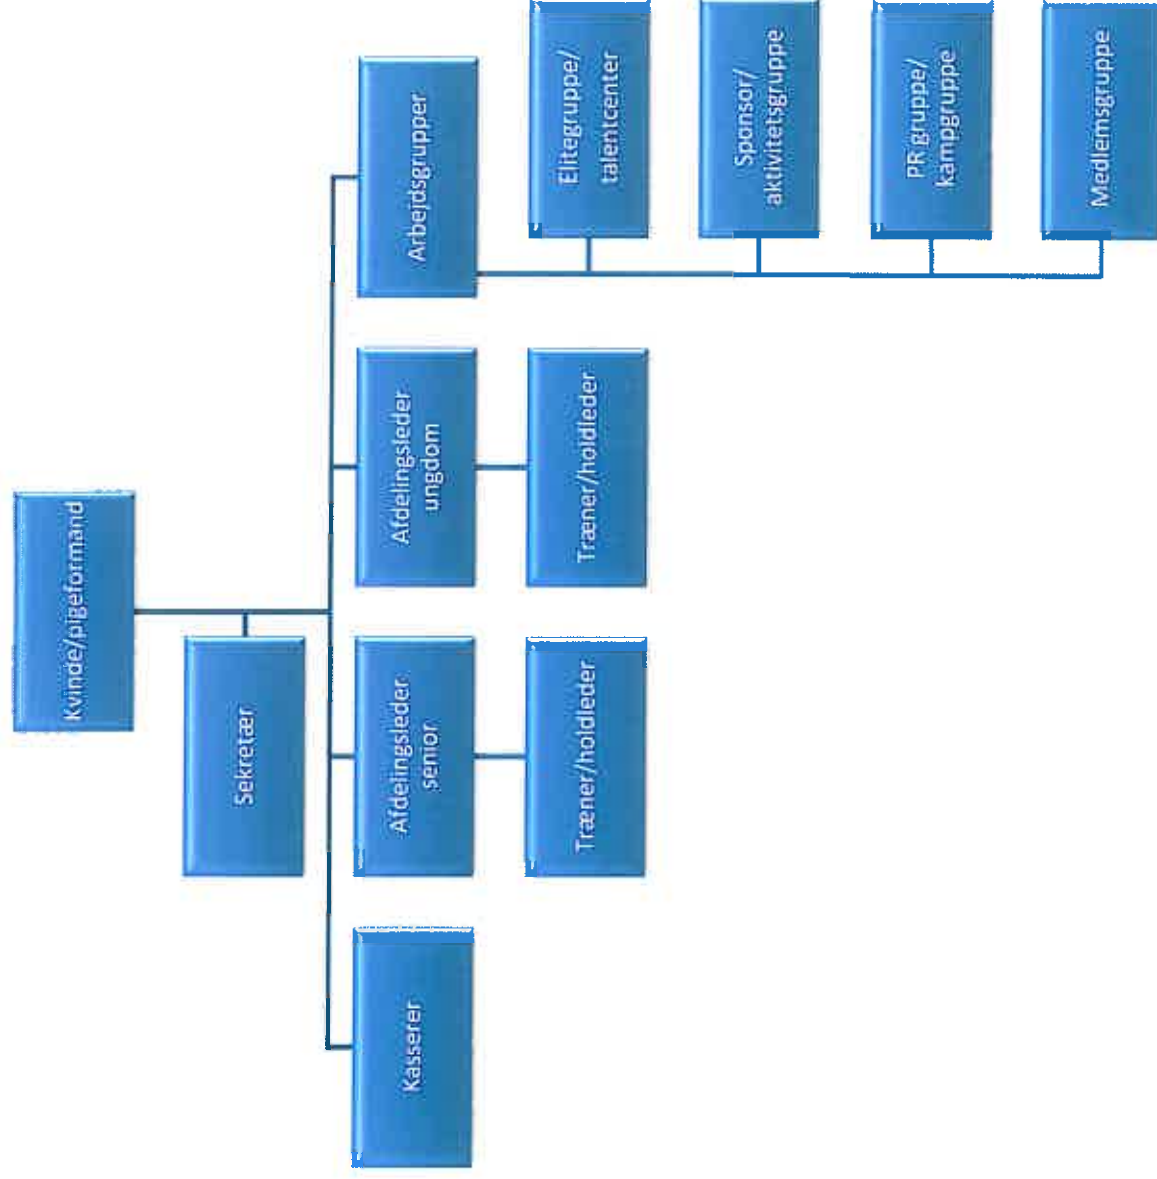 Kvinde/pigeformand
Sekretær
Kasserer
Afdelingsleder
senior
Træner/holdleder
Afdelingsleder
ungdom
Træner/holdleder
Arbejdsgrupper
Elitegruppe/
talentcenter
Sponsor/
aktivitetsgruppe
PR gruppe/
kampgruppe
Medlemsgruppe